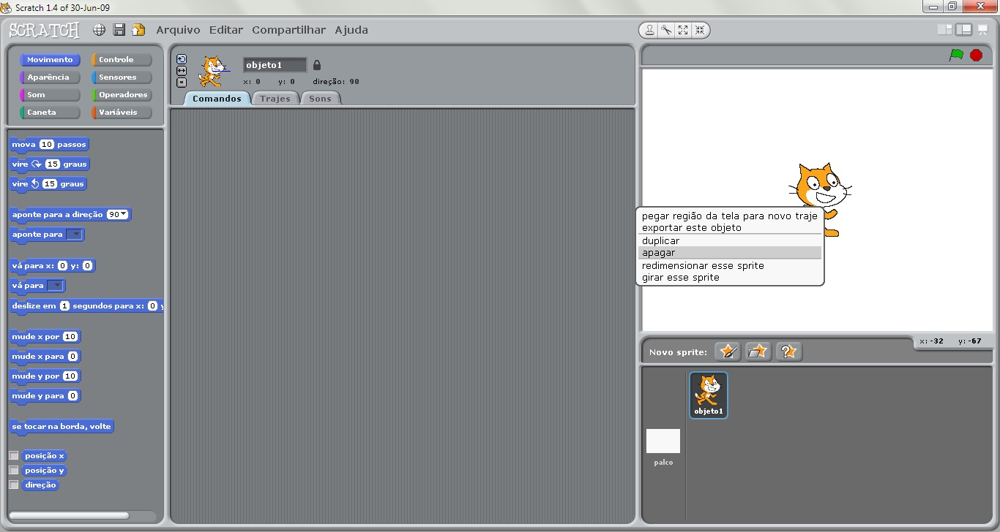 Scratch 1.4 of 30-Jun-09
SCRATCH Arquivo Editar Compartilhar Ajuda
Movimento Controle
Aparência Sensores
Som Operadores
Caneta Variáveis
mova 10 passos
vire 15 graus
vire 15 graus
aponte para a direção 90
aponte para
vá para x: 0 y: 0
vá para
deslize em 1 segundos para x: 0 y
mude x por 10
mude x para 0
mude y por 10
mude y para 0
se tocar na borda, volte
posição x
posição y
direção
objeto1
x: 0 y: 0 direção: 90
Comandos Trajes Sons
pegar região da tela para novo traje
exportar este objeto
duplicar
apagar
redimensionar esse sprite
girar esse sprite
x: -32 y: -67
Novo sprite:
objeto1
palco